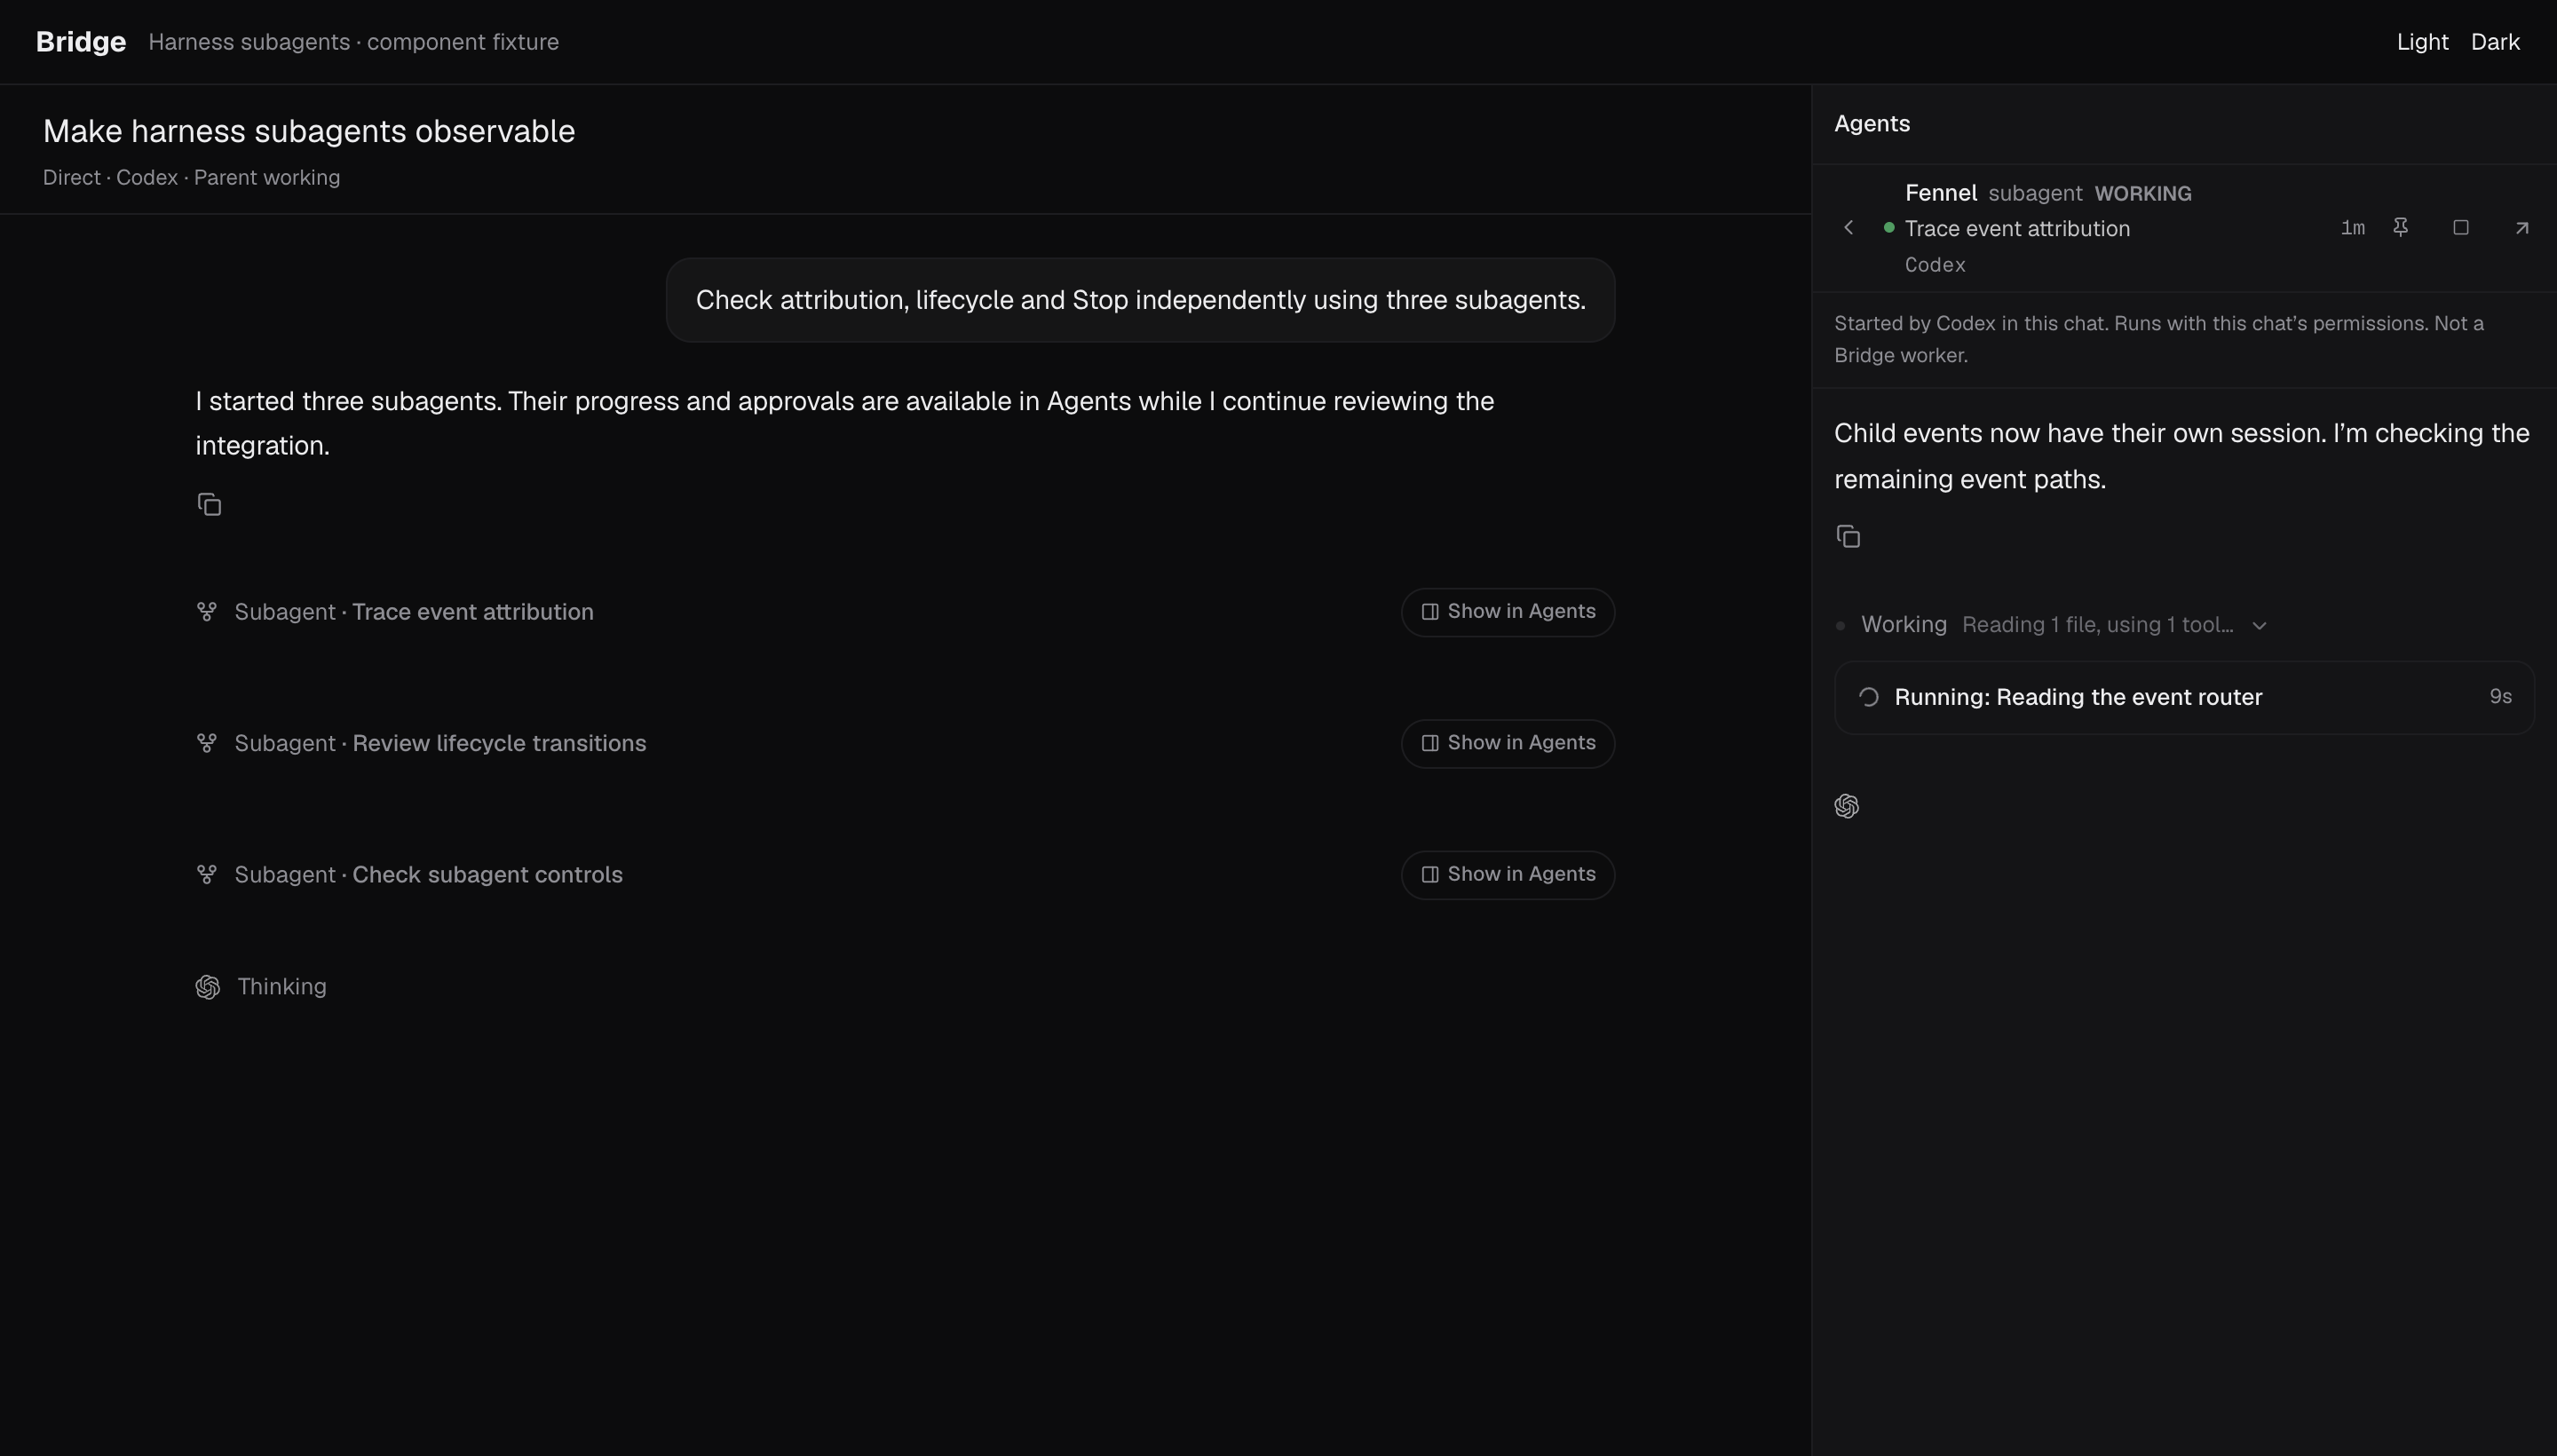 Bridge Harness subagents · component fixture
Light Dark
Make harness subagents observable
Direct · Codex · Parent working
Check attribution, lifecycle and Stop independently using three subagents.
I started three subagents. Their progress and approvals are available in Agents while I continue reviewing the
integration.
Subagent · Trace event attribution
Show in Agents
Subagent · Review lifecycle transitions
Show in Agents
Subagent · Check subagent controls
Show in Agents
Thinking
Agents
Fennel subagent WORKING
Trace event attribution
1m
Codex
Started by Codex in this chat. Runs with this chat’s permissions. Not a
Bridge worker.
Child events now have their own session. I’m checking the
remaining event paths.
Working Reading 1 file, using 1 tool…
Running: Reading the event router
9s